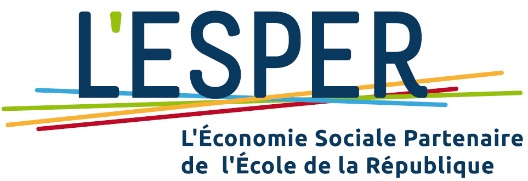 L'ESPER
L'Économie Sociale Partenaire
de l'École de la République